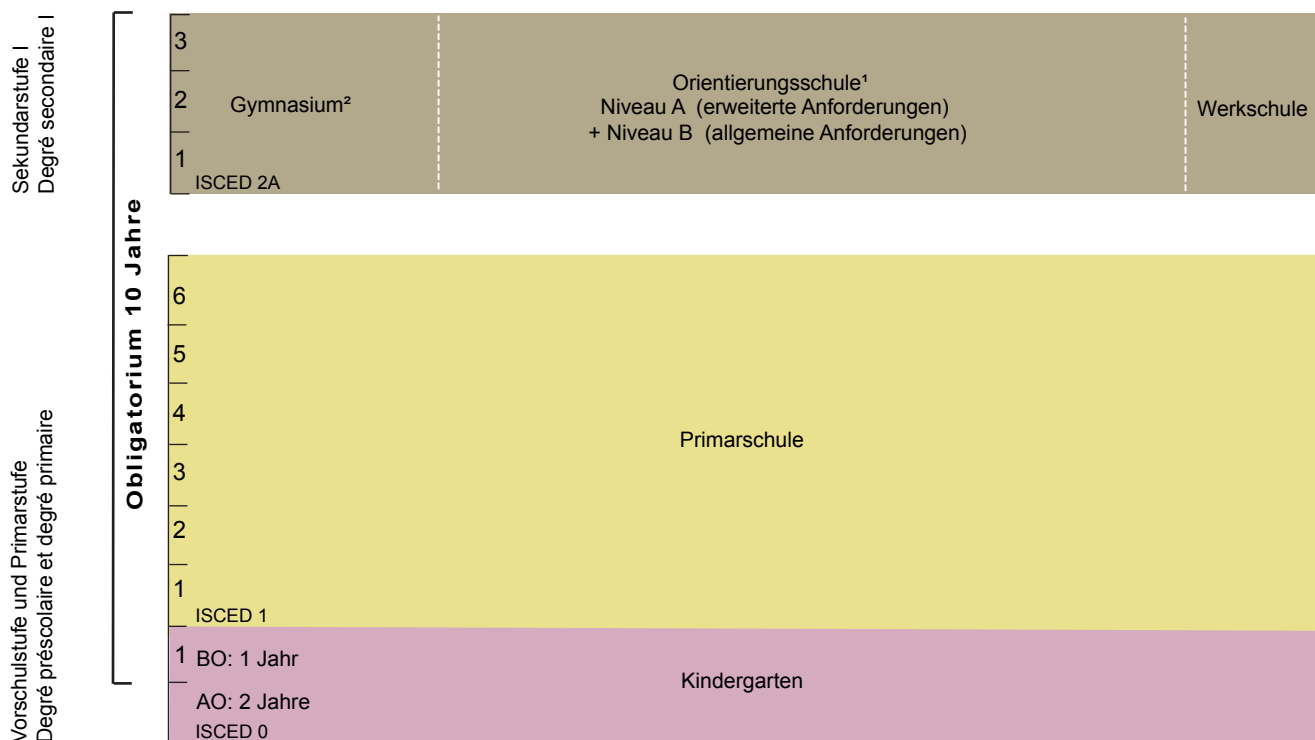 Sekundarstufe I
Degré secondaire I
Obligatorium 10 Jahre
3
2
1
ISCED 2A
Gymnasium²
Orientierungsschule¹
Niveau A (erweiterte Anforderungen)
+ Niveau B (allgemeine Anforderungen)
Werkschule
Vorschulstufe und Primarstufe
Degré préscolaire et degré primaire
6
5
4
3
2
1
ISCED 1
Primarschule
1
BO: 1 Jahr
AO: 2 Jahre
ISCED 0
Kindergarten